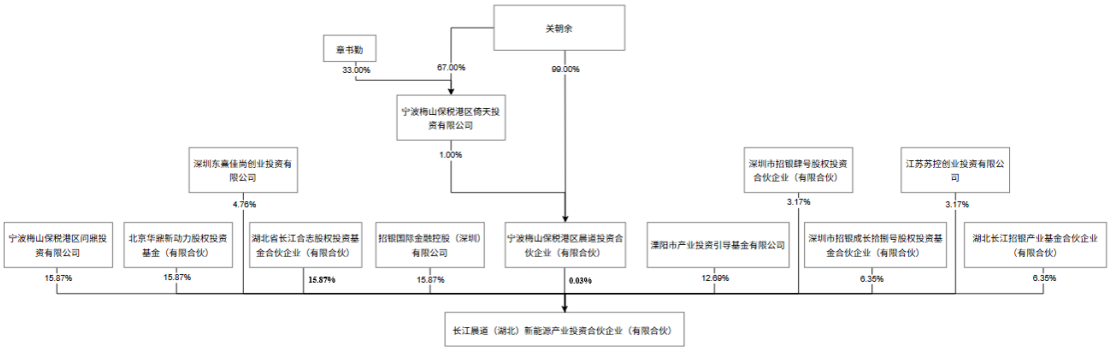 关朝余
章书勤
33.00%
67.00%
99.00%
宁波梅山保税港区倚天投
资有限公司
1.00%
深圳东熹佳尚创业投资有
限公司
4.76%
深圳市招银肆号股权投资
合伙企业（有限合伙）
3.17%
江苏苏控创业投资有限公
司
3.17%
宁波梅山保税港区问鼎投
资有限公司
15.87%
北京华鼎新动力股权投资
基金（有限合伙）
15.87%
湖北省长江合志股权投资基
金合伙企业（有限合伙）
15.87%
招银国际金融控股（深圳）
有限公司
15.87%
宁波梅山保税港区晨道投资合
伙企业（有限合伙）
0.03%
溧阳市产业投资引导基金有限公司
12.69%
深圳市招银成长拾捌号股权投资基
金合伙企业（有限合伙）
6.35%
湖北长江招银产业基金合伙企业
（有限合伙）
6.35%
长江晨道（湖北）新能源产业投资合伙企业（有限合伙）